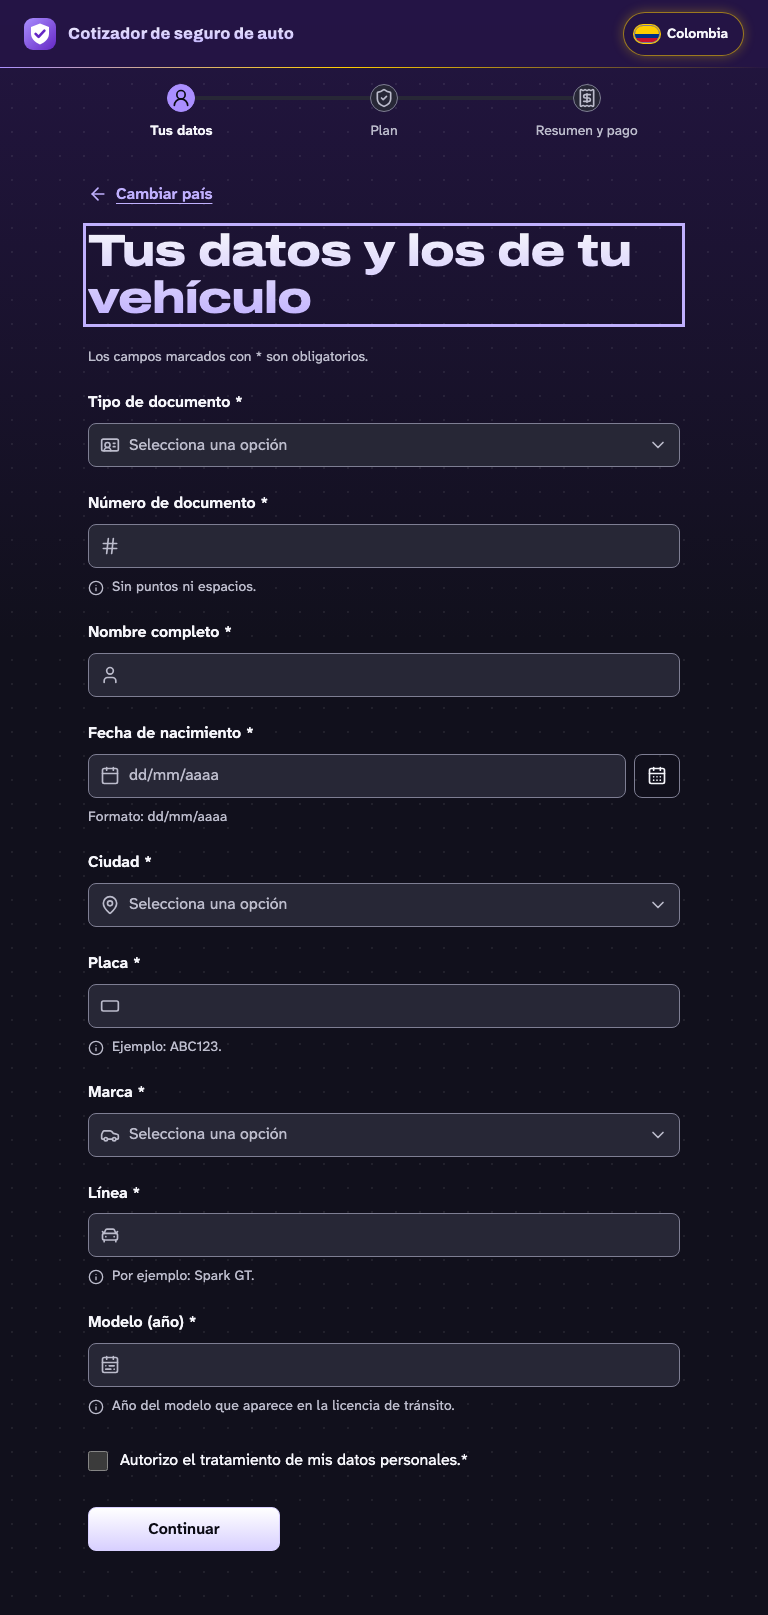 Cotizador de seguro de auto
Colombia
Tus datos
Plan
Resumen y pago
Cambiar país
Tus datos y los de tu
vehículo
Los campos marcados con * son obligatorios.
Tipo de documento *
Selecciona una opción
Número de documento *
Sin puntos ni espacios.
Nombre completo *
Fecha de nacimiento *
dd/mm/aaaa
Formato: dd/mm/aaaa
Ciudad *
Selecciona una opción
Placa *
Ejemplo: ABC123.
Marca *
Selecciona una opción
Línea *
Por ejemplo: Spark GT.
Modelo (año) *
Año del modelo que aparece en la licencia de tránsito.
Autorizo el tratamiento de mis datos personales.*
Continuar